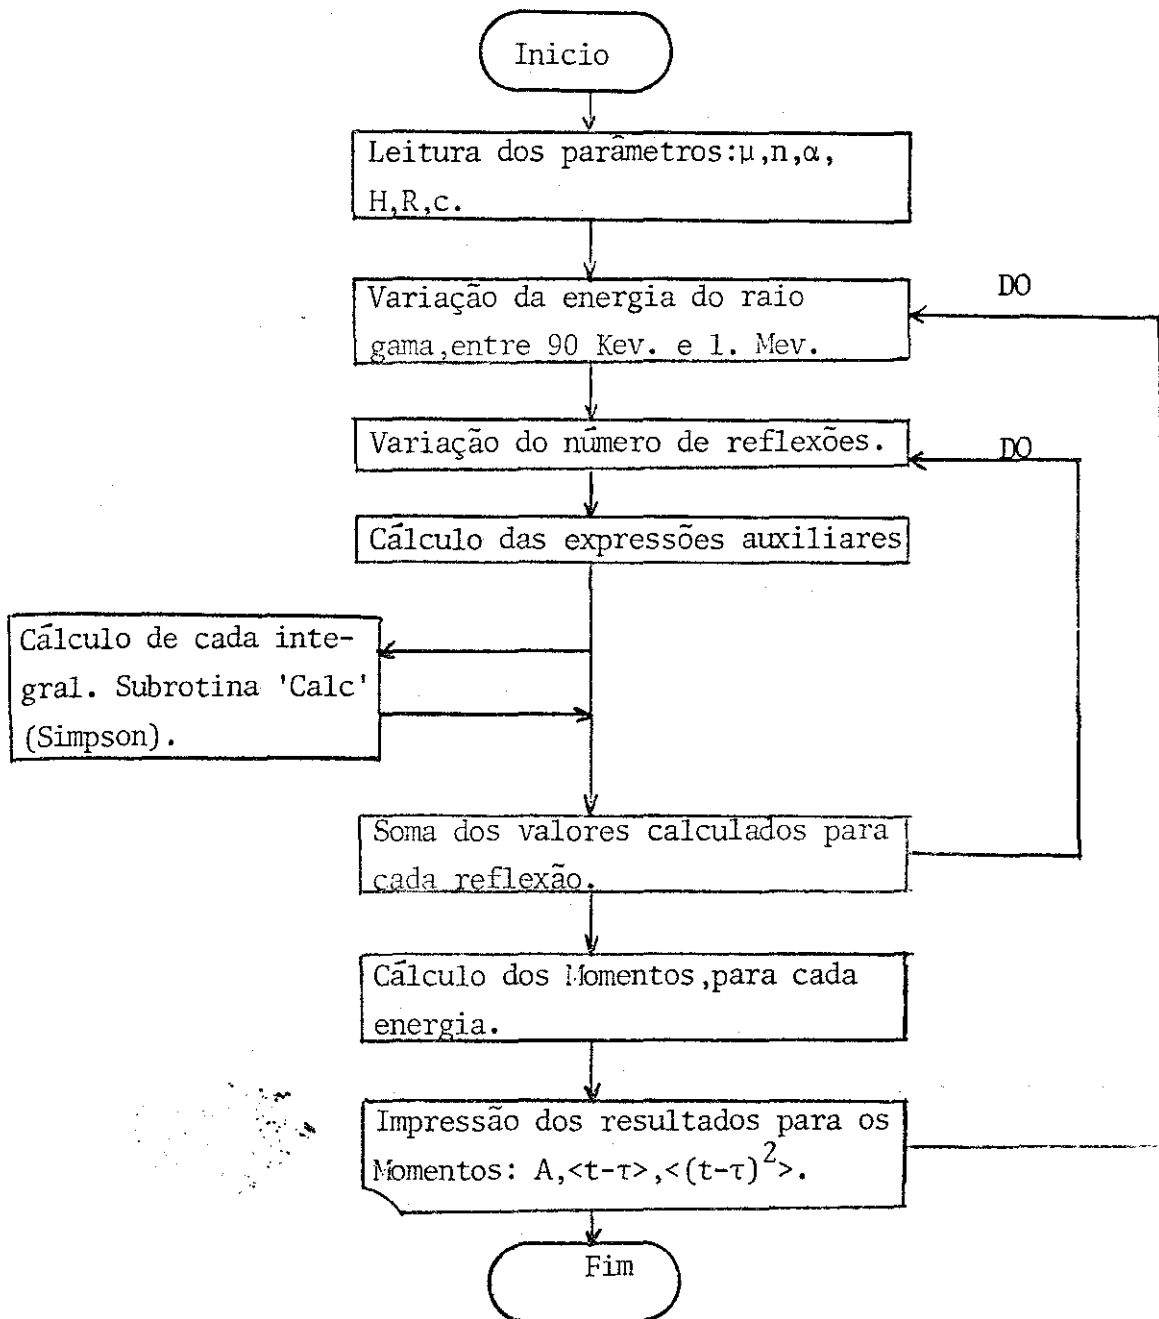 Inicio
Leitura dos parâmetros:μ,n,α,
H,R,c.
DO
Variação da energia do raio
gama,entre 90 Kev. e 1. Mev.
Variação do número de reflexões.
DO
Cálculo das expressões auxiliares
Cálculo de cada inte-
gral. Subrotina 'Calc'
(Simpson).
Soma dos valores calculados para
cada reflexão.
Cálculo dos Momentos,para cada
energia.
Impressão dos resultados para os
Momentos: A,<t-τ>,<(t-τ)²>.
Fim